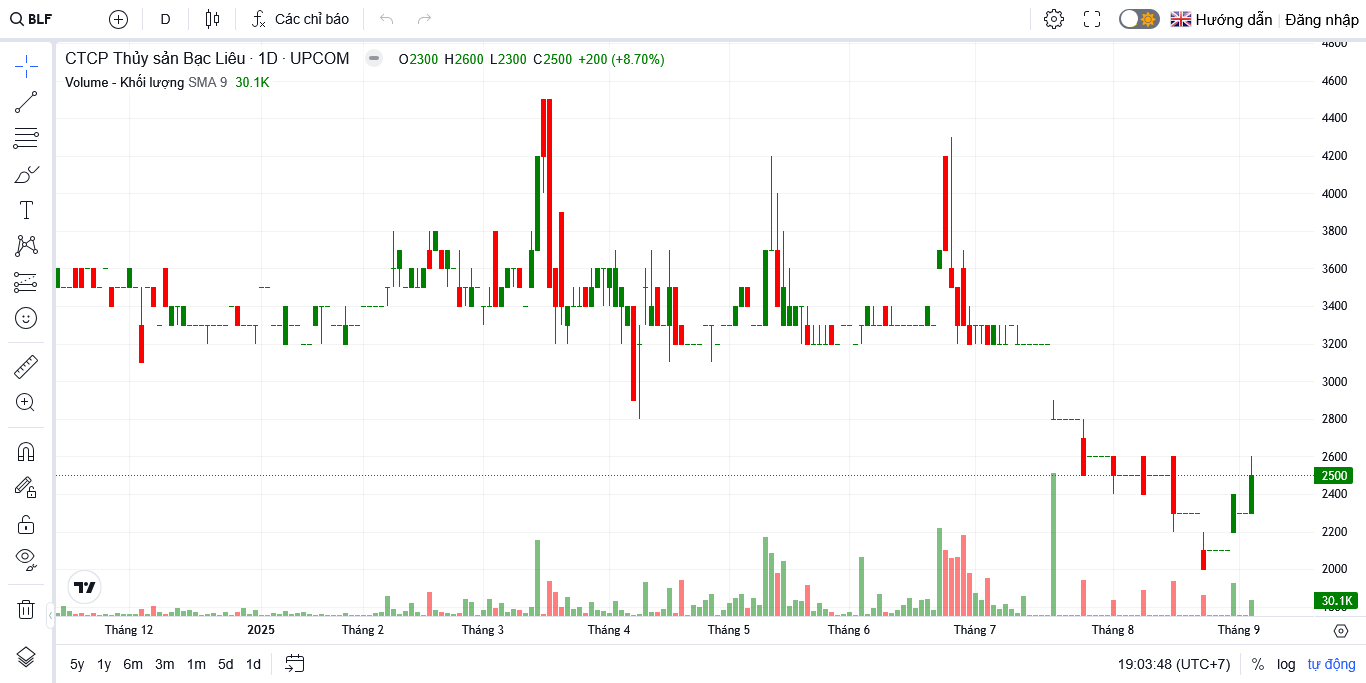 BLF D Các chỉ báo Hướng dẫn Đăng nhập
CTCP Thủy sản Bạc Liêu · 1D · UPCOM O2300 H2600 L2300 C2500 +200 (+8.70%)
Volume - Khối lượng SMA 9 30.1K
4800
4600
4400
4200
4000
3800
3600
3400
3200
3000
2800
2600
2500
2400
2200
2000
30.1K
Tháng 12 2025 Tháng 2 Tháng 3 Tháng 4 Tháng 5 Tháng 6 Tháng 7 Tháng 8 Tháng 9
5y 1y 6m 3m 1m 5d 1d 19:03:48 (UTC+7) % log tự động